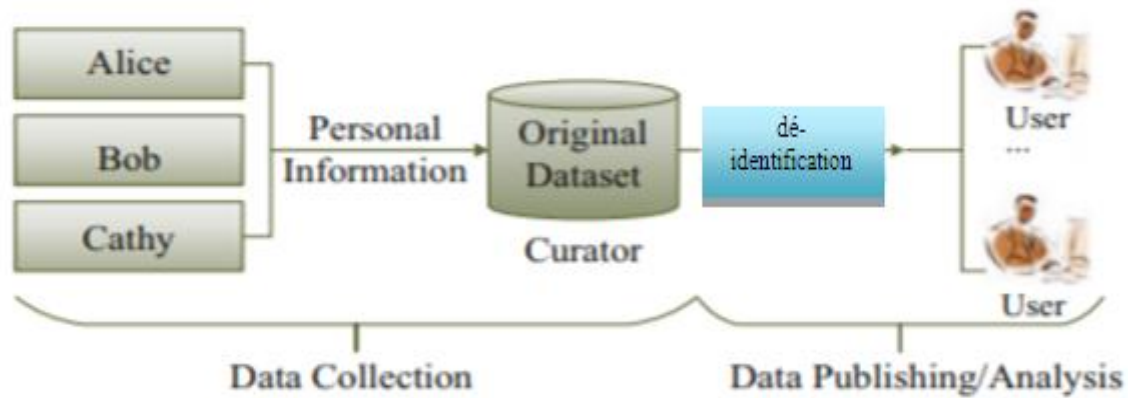 Alice
Bob
Cathy
Personal
Information
Original
Dataset
Curator
dé-
identification
User
...
User
Data Collection
Data Publishing/Analysis